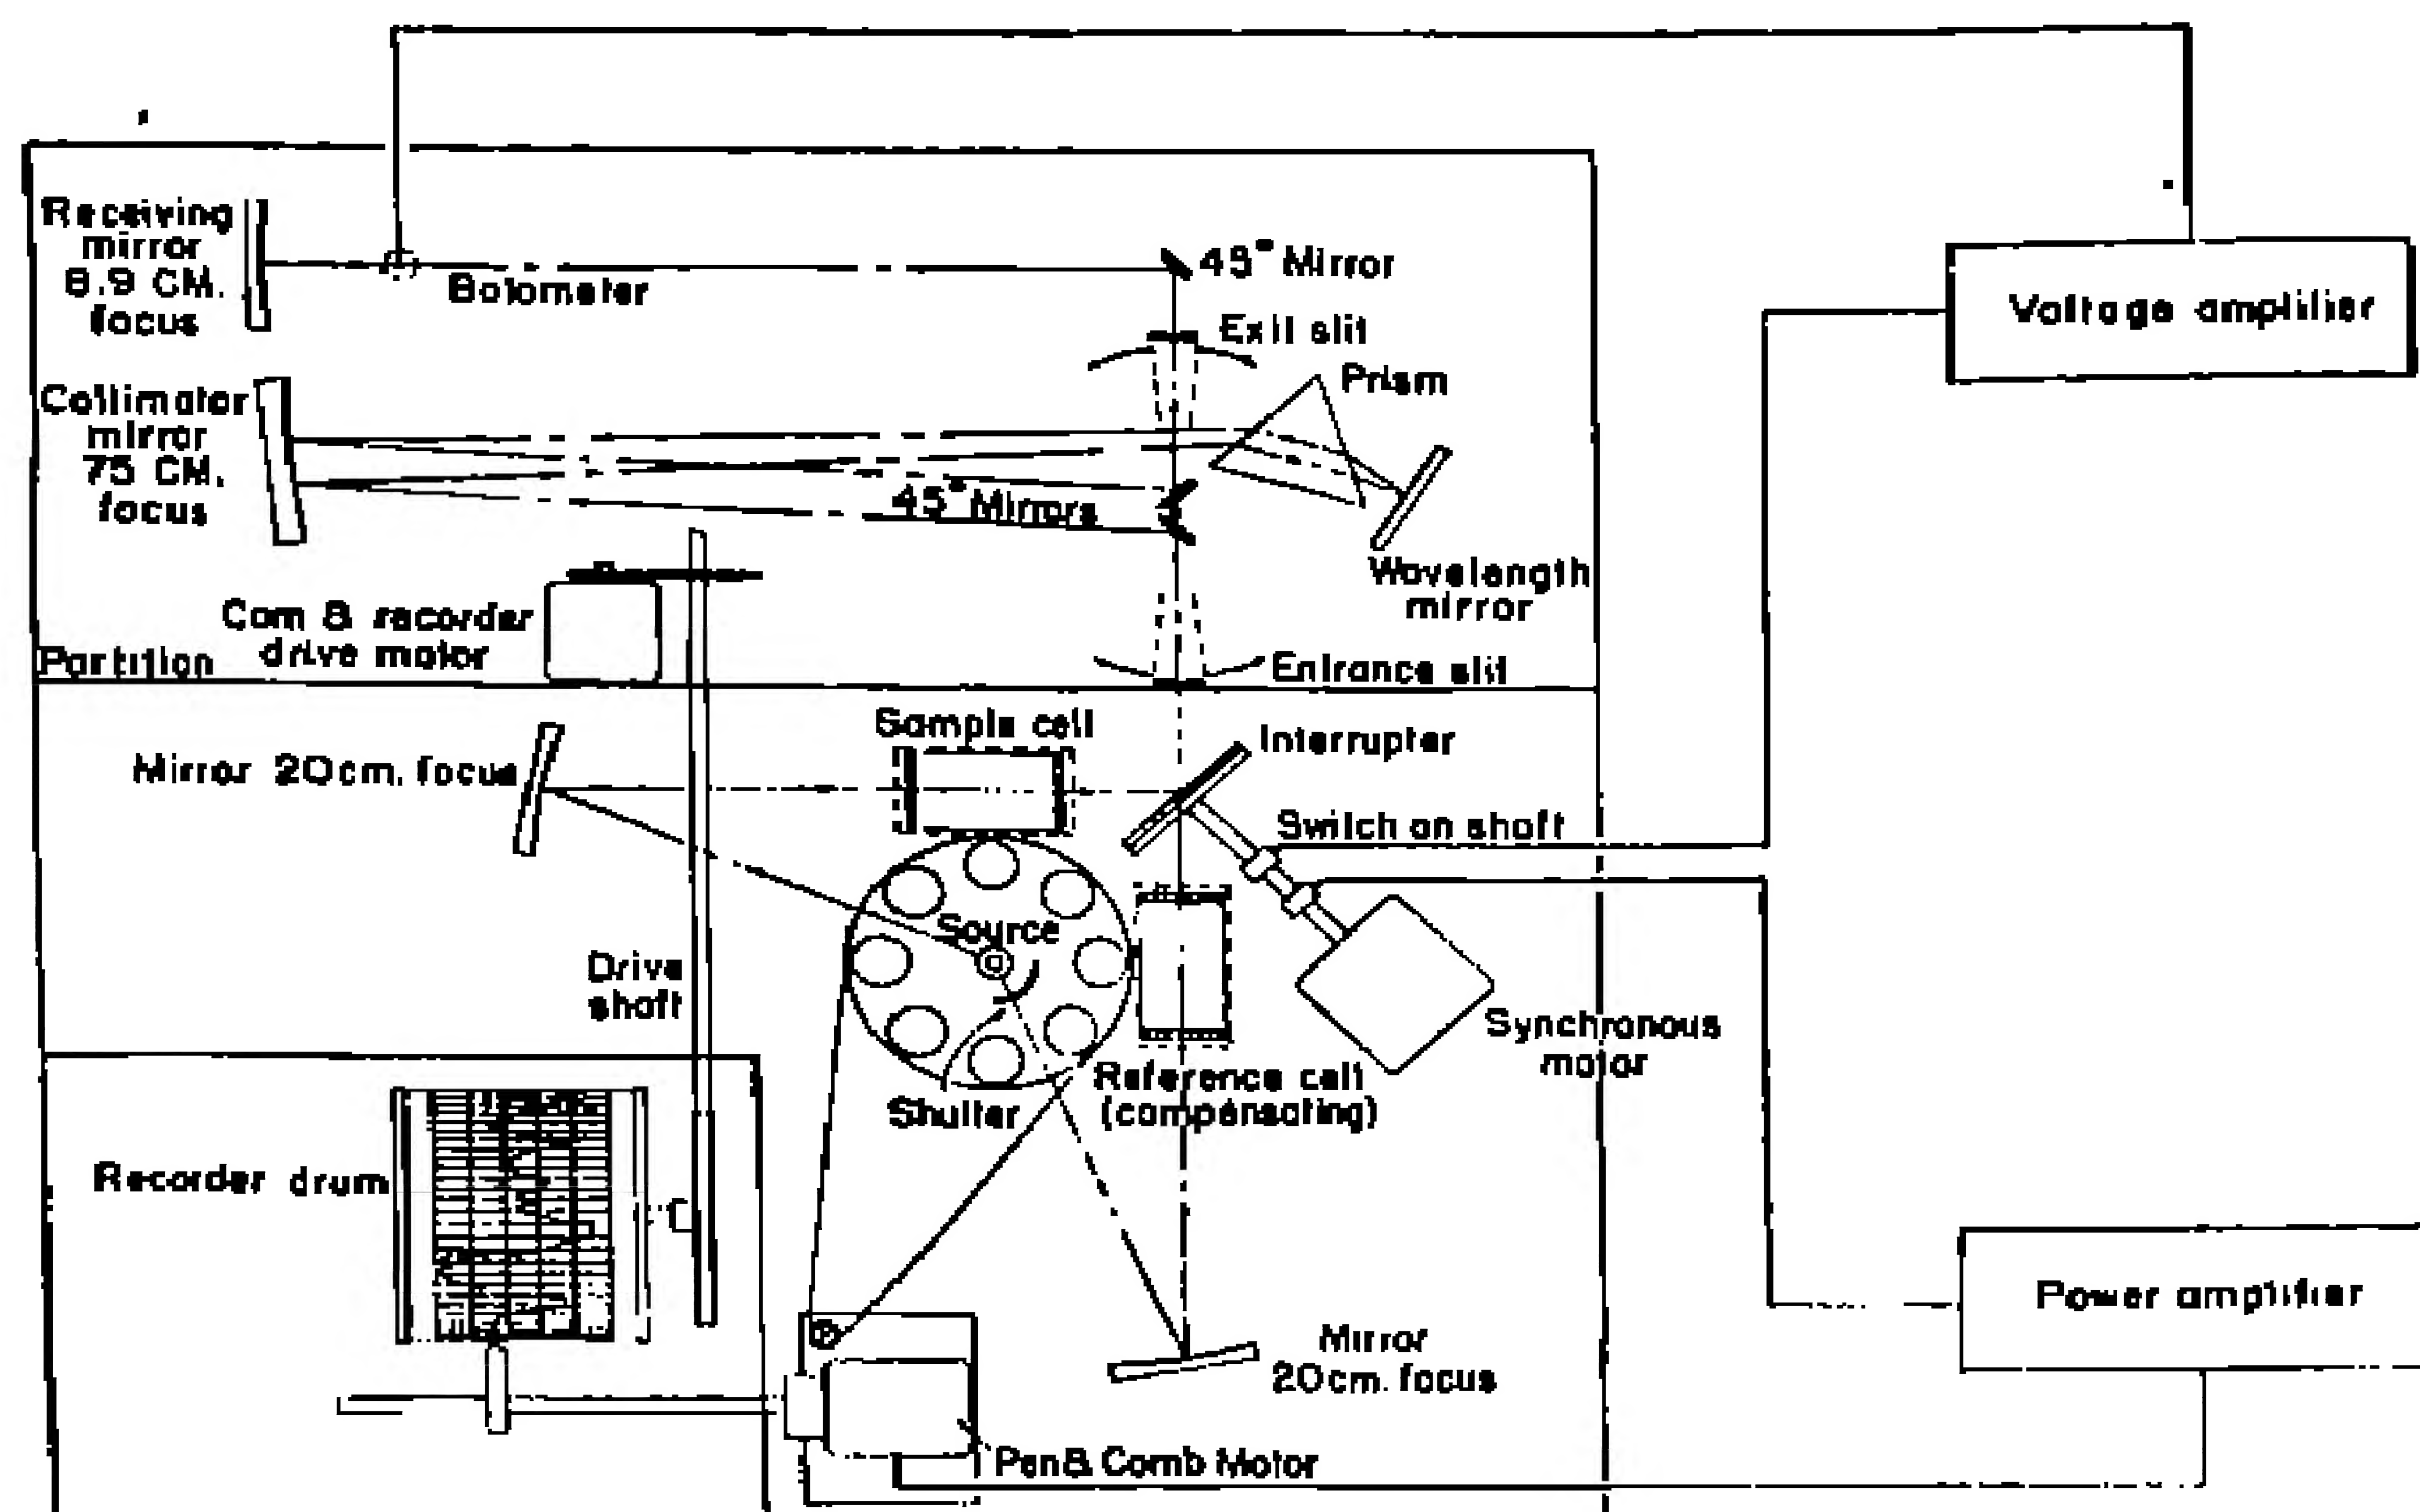 Receiving
mirror
8.9 CM.
focus
Bolometer
45° Mirror
Exit slit
Voltage amplifier
Collimator
mirror
75 CM.
focus
Prism
45° Mirrors
Wavelength
mirror
Cam & recorder
drive motor
Partition
Entrance slit
Sample cell
Interrupter
Mirror 20cm. focus
Switch on shaft
Source
Drive
shaft
Synchronous
motor
Reference cell
(compensating)
Shutter
Recorder drum
Power amplifier
Mirror
20cm. focus
Pen & Comb Motor